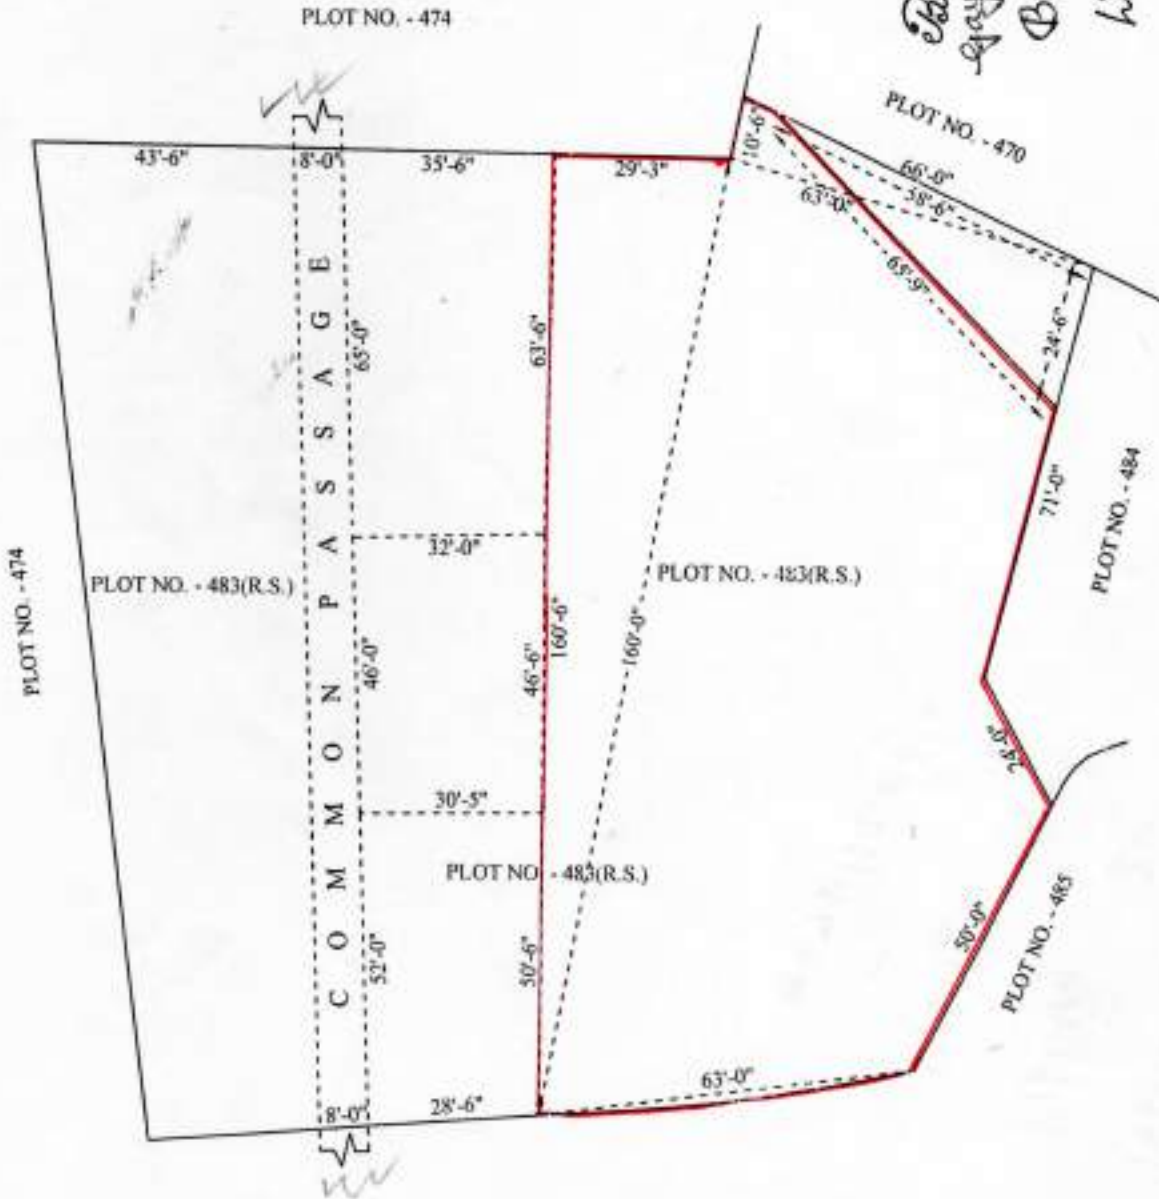 PLOT NO. - 474
PLOT NO. - 470
43'-6"
8'-0"
35'-6"
29'-3"
10'-6"
66'-0"
58'-6"
63'-0"
65'-9"
24'-6"
63'-6"
65'-0"
71'-0"
PLOT NO. - 484
32'-0"
PLOT NO. - 474
PLOT NO. - 483(R.S.)
COMMON PASSAGE
46'-0"
46'-6"
160'-6"
160'-0"
PLOT NO. - 483(R.S.)
24'-0"
30'-5"
PLOT NO. - 483(R.S.)
52'-0"
50'-6"
50'-0"
PLOT NO. - 485
63'-0"
8'-0"
28'-6"